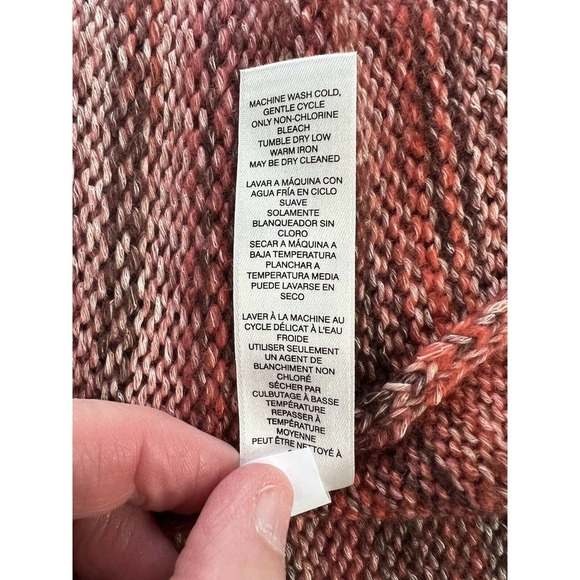 MACHINE WASH COLD,
GENTLE CYCLE
ONLY NON-CHLORINE
BLEACH
TUMBLE DRY LOW
WARM IRON
MAY BE DRY CLEANED
LAVAR A MÁQUINA CON
AGUA FRÍA EN CICLO
SUAVE
SOLAMENTE
BLANQUEADOR SIN
CLORO
SECAR A MÁQUINA A
BAJA TEMPERATURA
PLANCHAR A
TEMPERATURA MEDIA
PUEDE LAVARSE EN
SECO
LAVER À LA MACHINE AU
CYCLE DÉLICAT À L'EAU
FROIDE
UTILISER SEULEMENT
UN AGENT DE
BLANCHIMENT NON
CHLORÉ
SÉCHER PAR
CULBUTAGE À BASSE
TEMPÉRATURE
REPASSER À
TEMPÉRATURE
MOYENNE
PEUT ÊTRE NETTOYÉ À